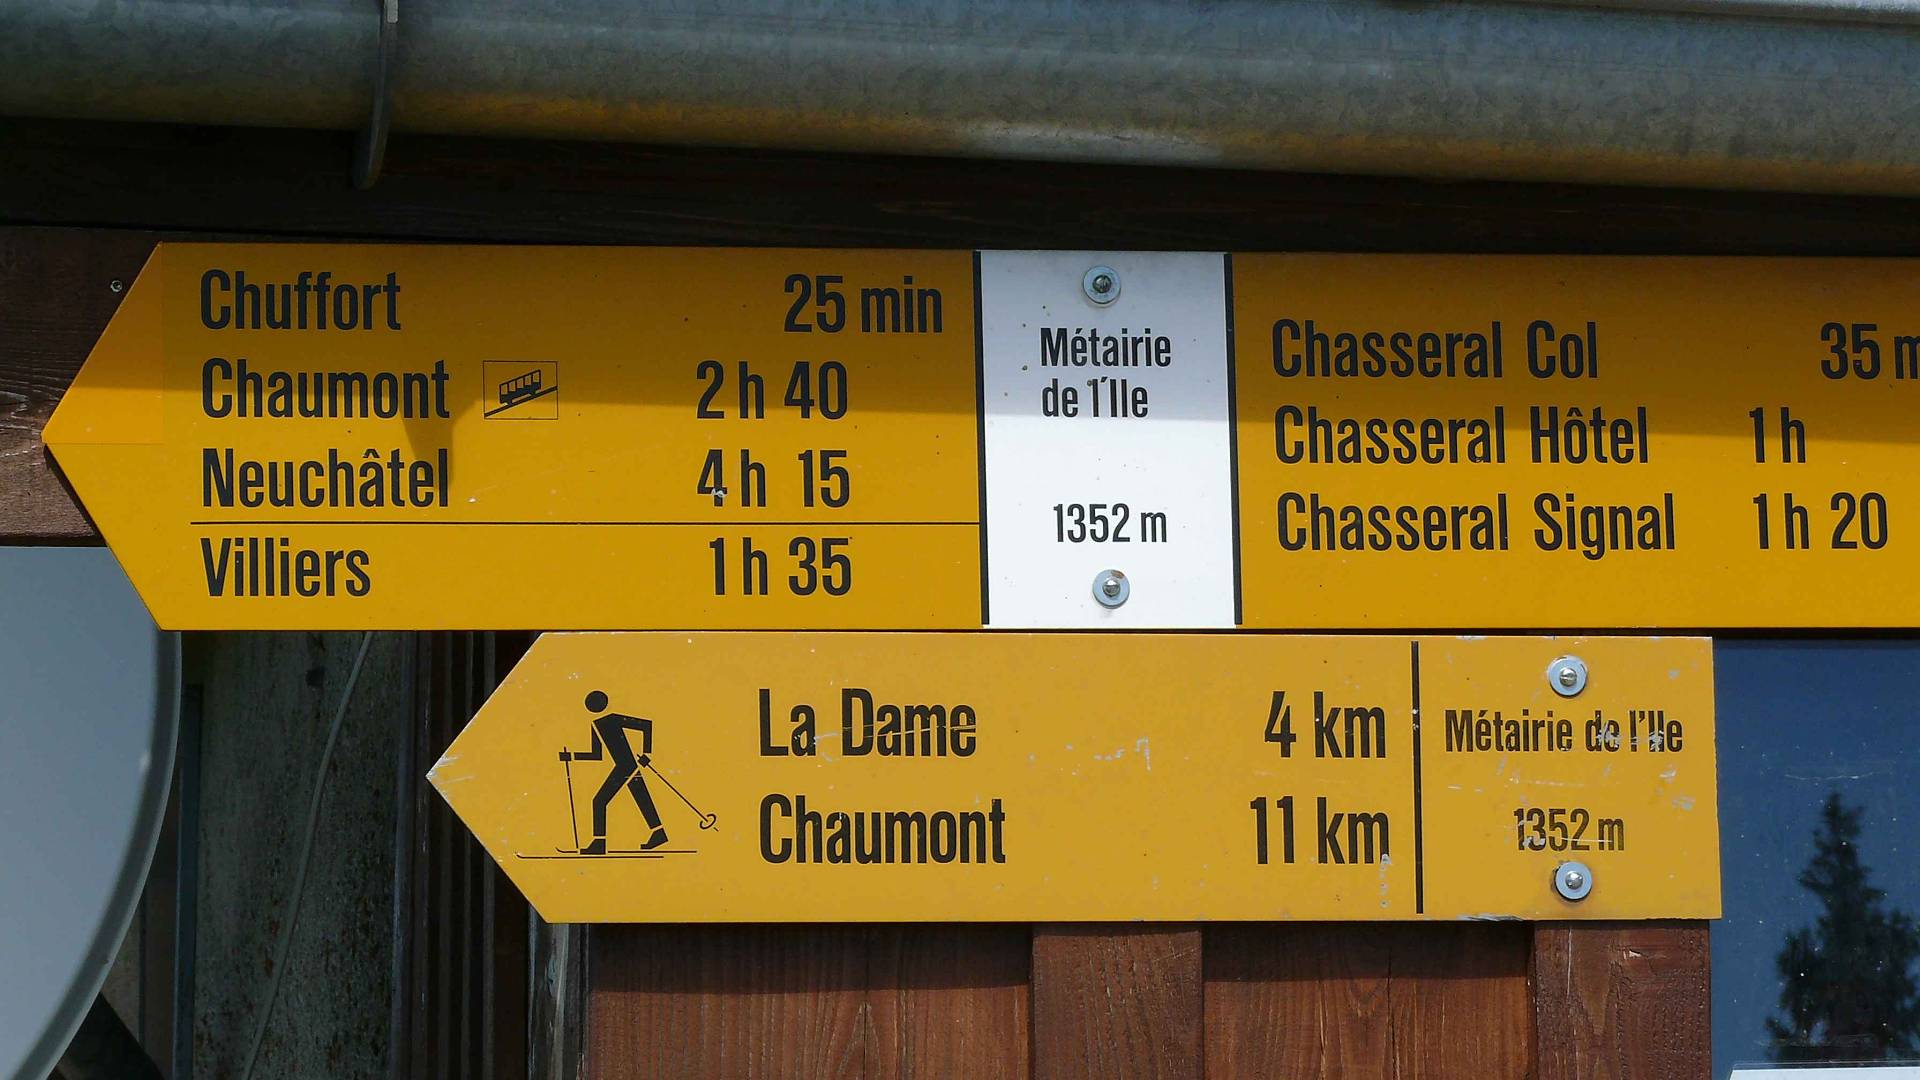 Chuffort 25 min
Chaumont 2 h 40
Neuchâtel 4 h 15
Villiers 1 h 35
Métairie
de l'Ile
1352 m
Chasseral Col 35 m
Chasseral Hôtel 1 h
Chasseral Signal 1 h 20
La Dame 4 km
Chaumont 11 km
Métairie de l'Ile
1352 m